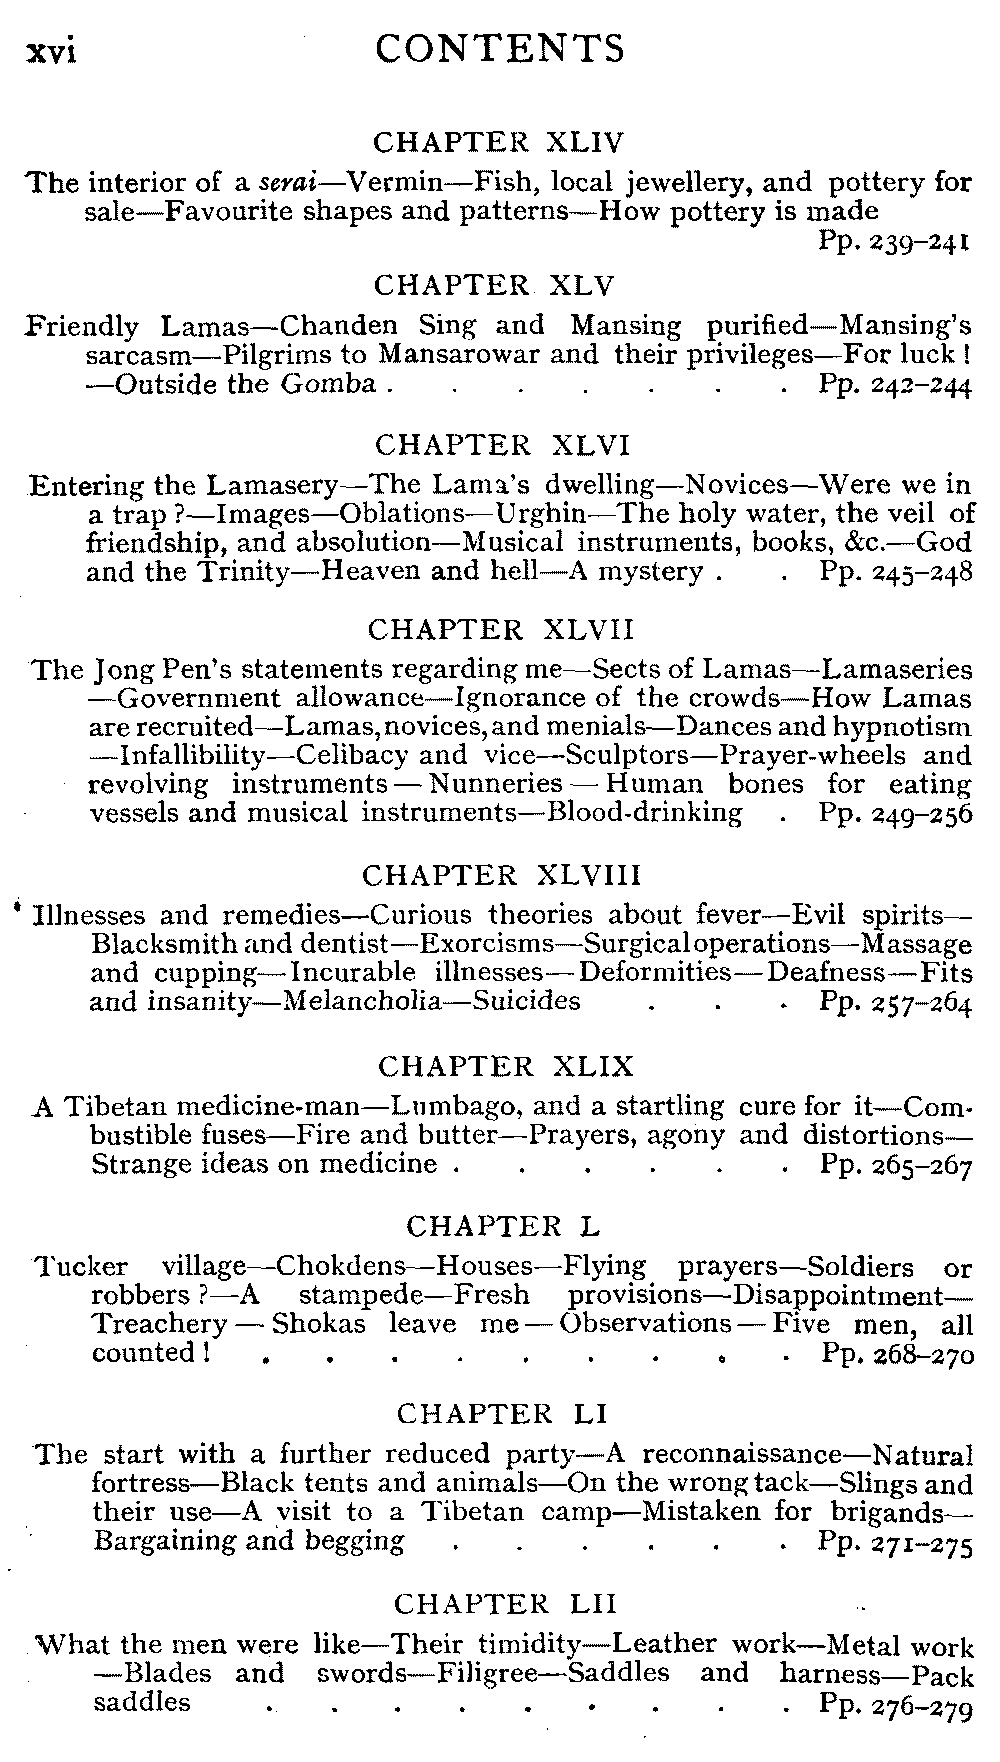 xvi CONTENTS
CHAPTER XLIV
The interior of a serai—Vermin—Fish, local jewellery, and pottery for
sale—Favourite shapes and patterns—How pottery is made
Pp. 239–241
CHAPTER XLV
Friendly Lamas—Chanden Sing and Mansing purified—Mansing's
sarcasm—Pilgrims to Mansarowar and their privileges—For luck !
—Outside the Gomba . . . . . . . Pp. 242–244
CHAPTER XLVI
Entering the Lamasery—The Lama's dwelling—Novices—Were we in
a trap ?—Images—Oblations—Urghin—The holy water, the veil of
friendship, and absolution—Musical instruments, books, &c.—God
and the Trinity—Heaven and hell—A mystery . . Pp. 245–248
CHAPTER XLVII
The Jong Pen's statements regarding me—Sects of Lamas—Lamaseries
—Government allowance—Ignorance of the crowds—How Lamas
are recruited—Lamas, novices, and menials—Dances and hypnotism
—Infallibility—Celibacy and vice—Sculptors—Prayer-wheels and
revolving instruments — Nunneries — Human bones for eating
vessels and musical instruments—Blood-drinking . Pp. 249–256
CHAPTER XLVIII
Illnesses and remedies—Curious theories about fever—Evil spirits—
Blacksmith and dentist—Exorcisms—Surgical operations—Massage
and cupping—Incurable illnesses—Deformities—Deafness—Fits
and insanity—Melancholia—Suicides . . . Pp. 257–264
CHAPTER XLIX
A Tibetan medicine-man—Lumbago, and a startling cure for it—Com-
bustible fuses—Fire and butter—Prayers, agony and distortions—
Strange ideas on medicine . . . . . . Pp. 265–267
CHAPTER L
Tucker village—Chokdens—Houses—Flying prayers—Soldiers or
robbers ?—A stampede—Fresh provisions—Disappointment—
Treachery — Shokas leave me — Observations — Five men, all
counted ! . . . . . . . . . Pp. 268–270
CHAPTER LI
The start with a further reduced party—A reconnaissance—Natural
fortress—Black tents and animals—On the wrong tack—Slings and
their use—A visit to a Tibetan camp—Mistaken for brigands—
Bargaining and begging . . . . . . Pp. 271–275
CHAPTER LII
What the men were like—Their timidity—Leather work—Metal work
—Blades and swords—Filigree—Saddles and harness—Pack
saddles . . . . . . . . . Pp. 276–279